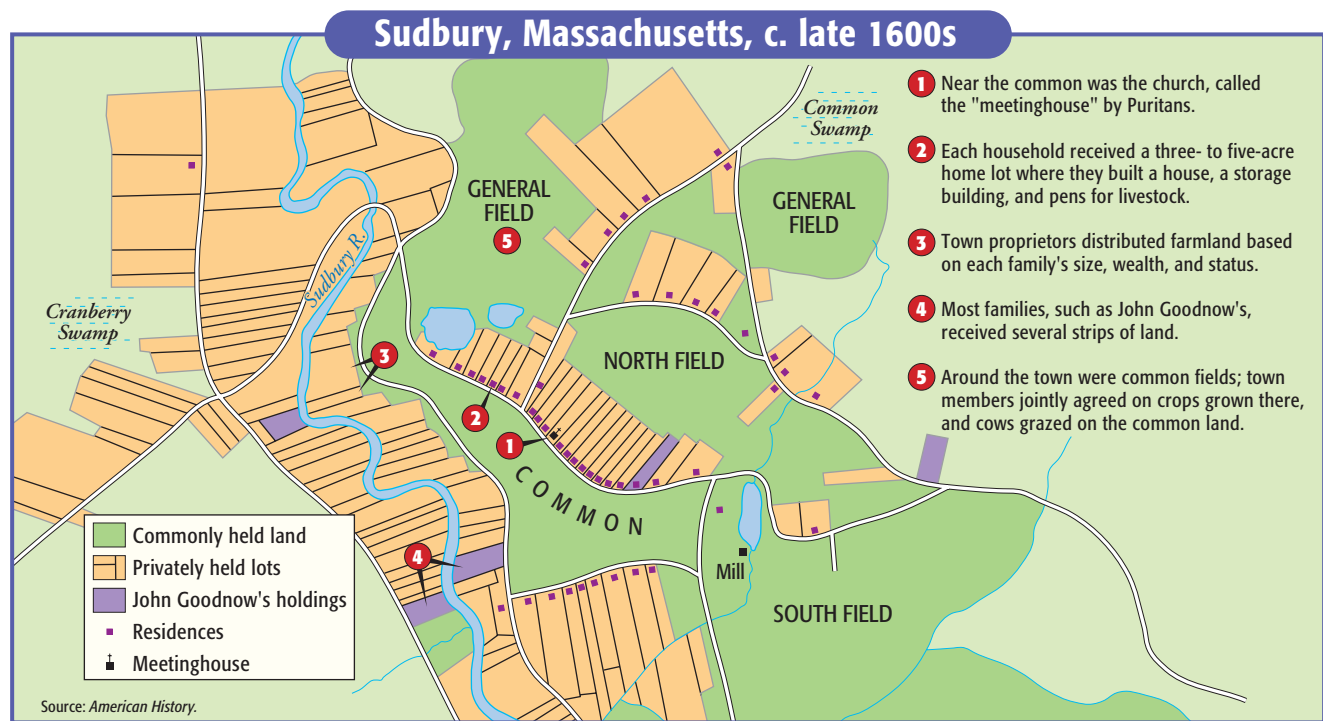 Sudbury, Massachusetts, c. late 1600s
1 Near the common was the church, called
the "meetinghouse" by Puritans.
2 Each household received a three- to five-acre
home lot where they built a house, a storage
building, and pens for livestock.
3 Town proprietors distributed farmland based
on each family's size, wealth, and status.
4 Most families, such as John Goodnow's,
received several strips of land.
5 Around the town were common fields; town
members jointly agreed on crops grown there,
and cows grazed on the common land.
Common
Swamp
GENERAL
FIELD
5
GENERAL
FIELD
Sudbury R.
Cranberry
Swamp
3
NORTH FIELD
2
1
COMMON
4
Mill
SOUTH FIELD
Commonly held land
Privately held lots
John Goodnow's holdings
Residences
Meetinghouse
Source: American History.